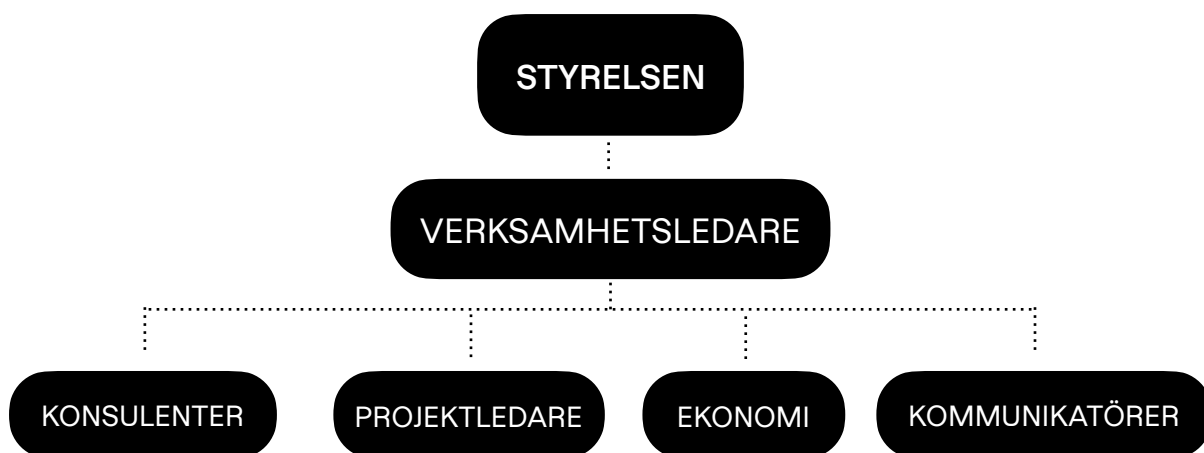 STYRELSEN
VERKSAMHETSLEDARE
KONSULENTER
PROJEKTLEDARE
EKONOMI
KOMMUNIKATÖRER